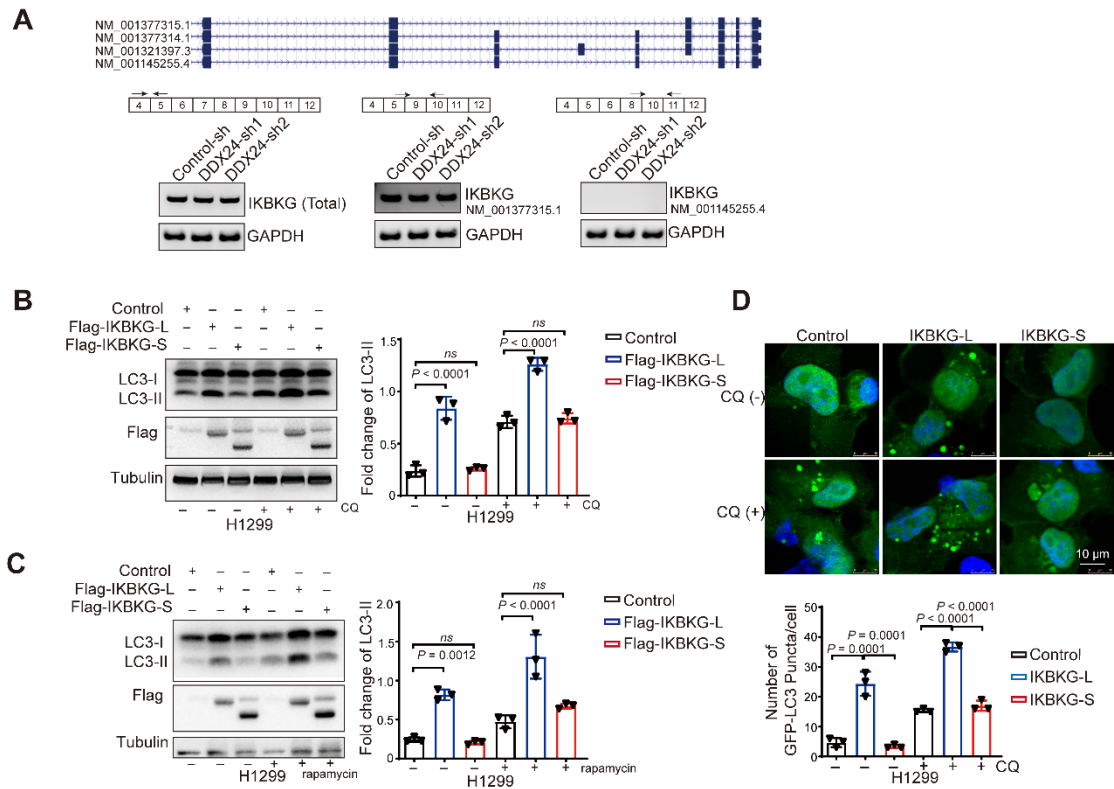 A
NM_001377315.1
NM_001377314.1
NM_001321397.3
NM_001145255.4
4 5 6 7 8 9 10 11 12
4 5 9 10 11 12
4 5 6 8 10 11 12
Control-sh
DDX24-sh1
DDX24-sh2
IKBKG (Total)
GAPDH
Control-sh
DDX24-sh1
DDX24-sh2
IKBKG
NM_001377315.1
GAPDH
Control-sh
DDX24-sh1
DDX24-sh2
IKBKG
NM_001145255.4
GAPDH
B
Control + − − + − −
Flag-IKBKG-L − + − − + −
Flag-IKBKG-S − − + − − +
LC3-I
LC3-II
Flag
Tubulin
− − − + + + CQ
H1299
Fold change of LC3-II
1.5
1.0
0.5
0.0
P < 0.0001
ns
P < 0.0001
ns
− − − + + + CQ
H1299
Control
Flag-IKBKG-L
Flag-IKBKG-S
C
Control + − − + − −
Flag-IKBKG-L − + − − + −
Flag-IKBKG-S − − + − − +
LC3-I
LC3-II
Flag
Tubulin
− − − + + + rapamycin
H1299
Fold change of LC3-II
2.0
1.5
1.0
0.5
0.0
P = 0.0012
ns
P < 0.0001
ns
− − − + + + rapamycin
H1299
Control
Flag-IKBKG-L
Flag-IKBKG-S
D
Control IKBKG-L IKBKG-S
CQ (-)
CQ (+)
10 μm
Number of
GFP-LC3 Puncta/cell
50
40
30
20
10
0
P = 0.0001
P = 0.0001
P < 0.0001
P < 0.0001
− − − + + + CQ
H1299
Control
IKBKG-L
IKBKG-S